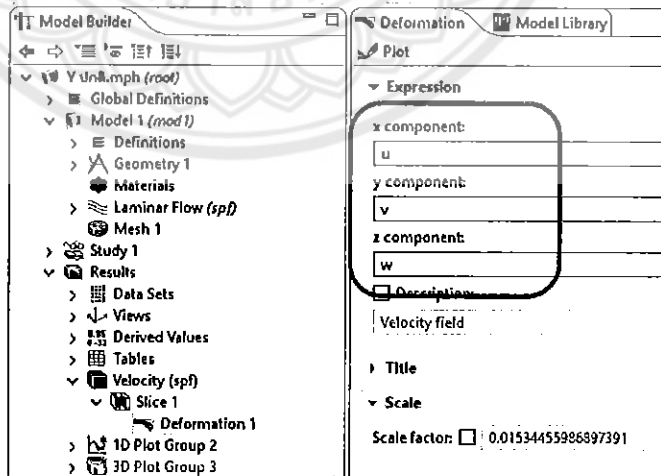 Model Builder
Y Unit.mph (root)
Global Definitions
Model 1 (mod1)
Definitions
Geometry 1
Materials
Laminar Flow (spf)
Mesh 1
Study 1
Results
Data Sets
Views
Derived Values
Tables
Velocity (spf)
Slice 1
Deformation 1
1D Plot Group 2
3D Plot Group 3
Deformation
Model Library
Plot
Expression
x component:
u
y component:
v
z component:
w
Description:
Velocity field
Title
Scale
Scale factor: 0.01534455986897391